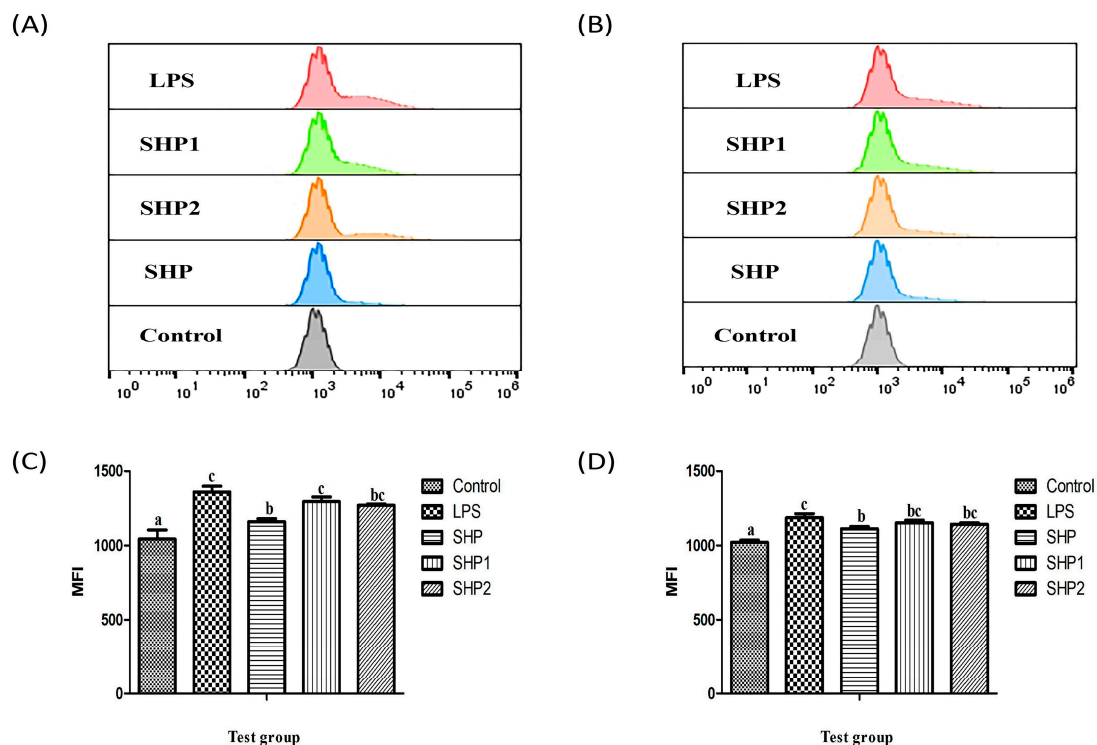 (A)
LPS
SHP1
SHP2
SHP
Control
10^0 10^1 10^2 10^3 10^4 10^5 10^6
(B)
LPS
SHP1
SHP2
SHP
Control
10^0 10^1 10^2 10^3 10^4 10^5 10^6
(C)
1500
1000
500
0
MFI
a
c
b
c
bc
Test group
Control
LPS
SHP
SHP1
SHP2
(D)
1500
1000
500
0
MFI
a
c
b
bc
bc
Test group
Control
LPS
SHP
SHP1
SHP2